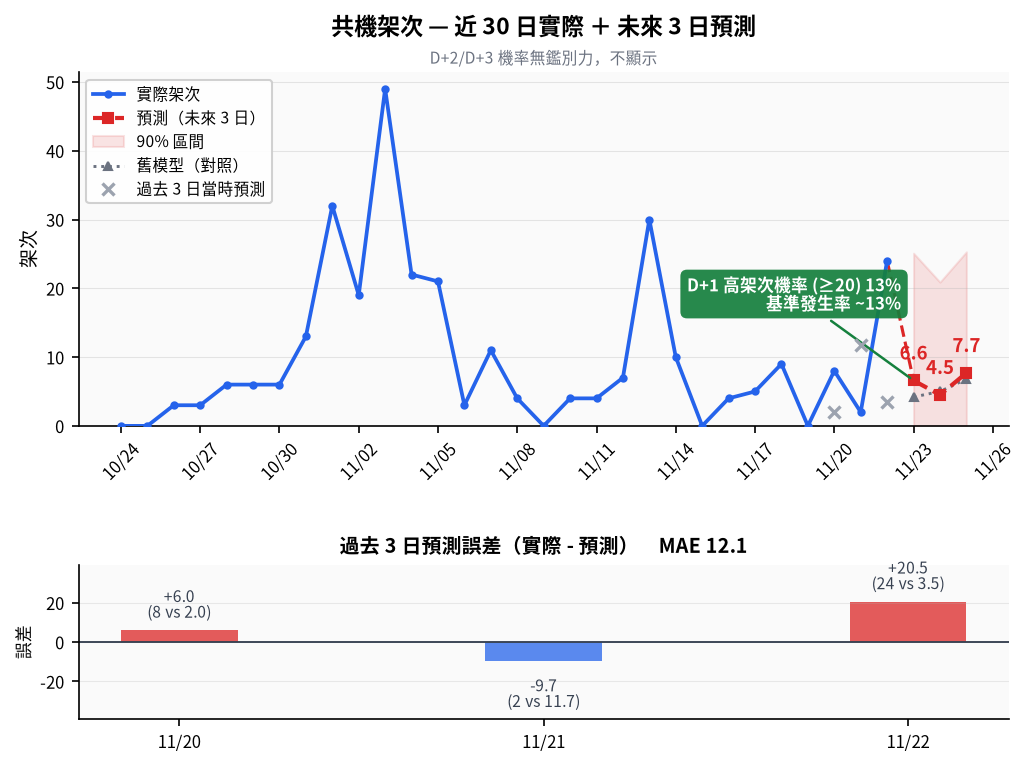 共機架次 — 近 30 日實際 ＋ 未來 3 日預測
D+2/D+3 機率無鑑別力，不顯示
架次
50
40
30
20
10
0
實際架次
預測（未來 3 日）
90% 區間
舊模型（對照）
過去 3 日當時預測
D+1 高架次機率 (≥20) 13%
基準發生率 ~13%
6.6
4.5
7.7
10/24
10/27
10/30
11/02
11/05
11/08
11/11
11/14
11/17
11/20
11/23
11/26
過去 3 日預測誤差（實際 - 預測） MAE 12.1
誤差
20
0
-20
+6.0
(8 vs 2.0)
-9.7
(2 vs 11.7)
+20.5
(24 vs 3.5)
11/20
11/21
11/22